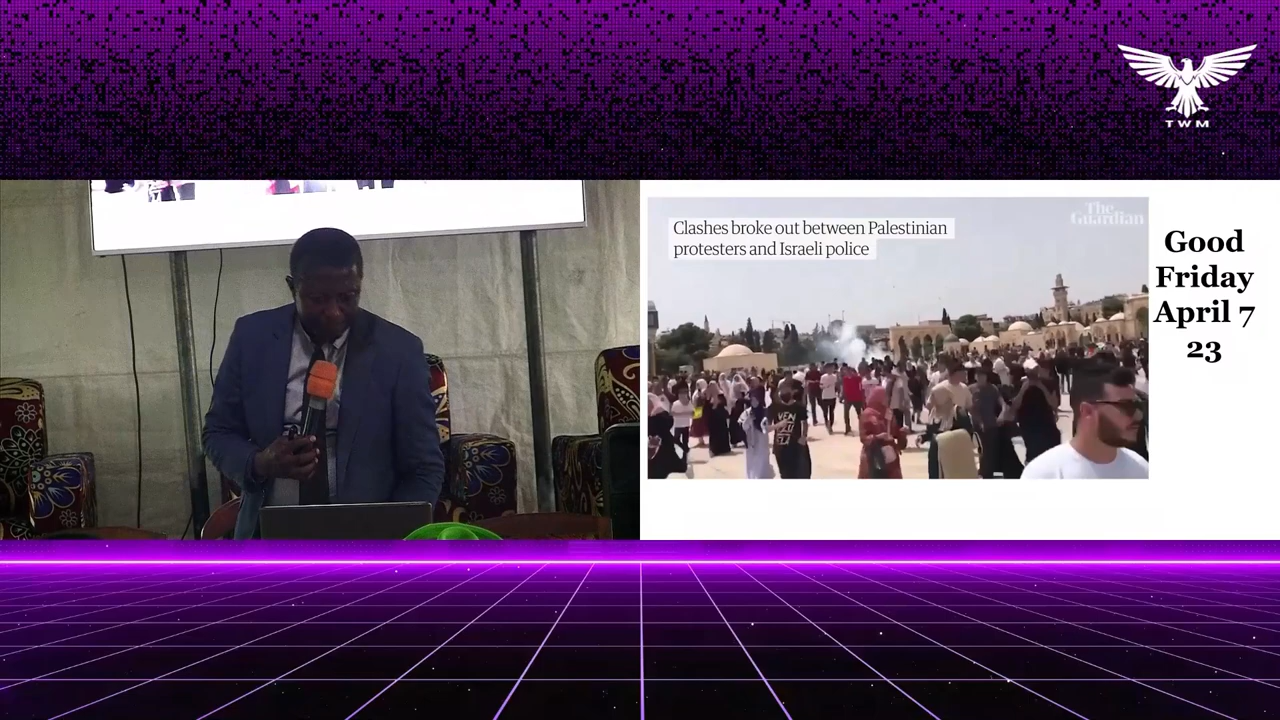 TWM
Clashes broke out between Palestinian
protesters and Israeli police
The
Guardian
Good
Friday
April 7
23